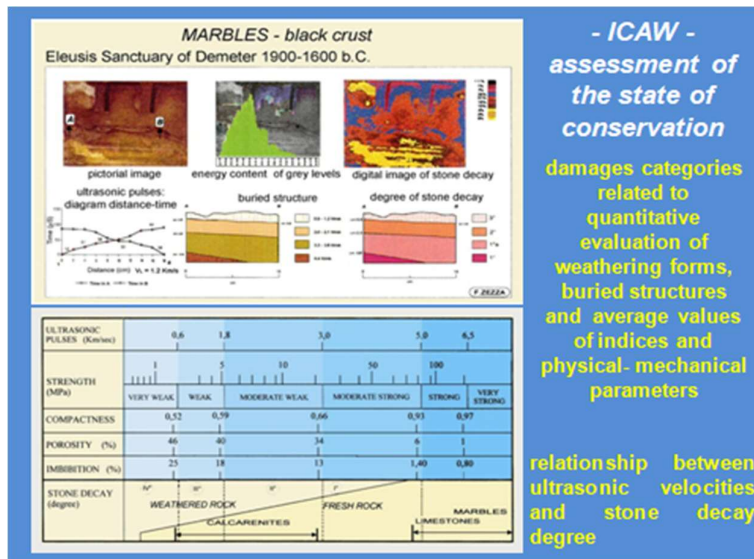 MARBLES - black crust
Eleusis Sanctuary of Demeter 1900-1600 b.C.
A
B
pictorial image
energy content of grey levels
digital image of stone decay
ultrasonic pulses:
diagram distance-time
buried structure
degree of stone decay
Time (μS)
Distance (cm) V₁ = 1.2 Km/s
F 2E22A
ULTRASONIC
PULSES (Km/sec)
0,6 1,8 3,0 5,0 6,5
STRENGTH
(MPa)
1 5 10 50 100
VERY WEAK WEAK MODERATE WEAK MODERATE STRONG STRONG VERY STRONG
COMPACTNESS 0,52 0,59 0,66 0,93 0,97
POROSITY (%) 46 40 34 6 1
IMBIBITION (%) 25 18 13 1,40 0,80
STONE DECAY
(degree)
WEATHERED ROCK FRESH ROCK
CALCARENITES
MARBLES
LIMESTONES
- ICAW -
assessment of
the state of
conservation
damages categories
related to
quantitative
evaluation of
weathering forms,
buried structures
and average values
of indices and
physical- mechanical
parameters
relationship between
ultrasonic velocities
and stone decay
degree